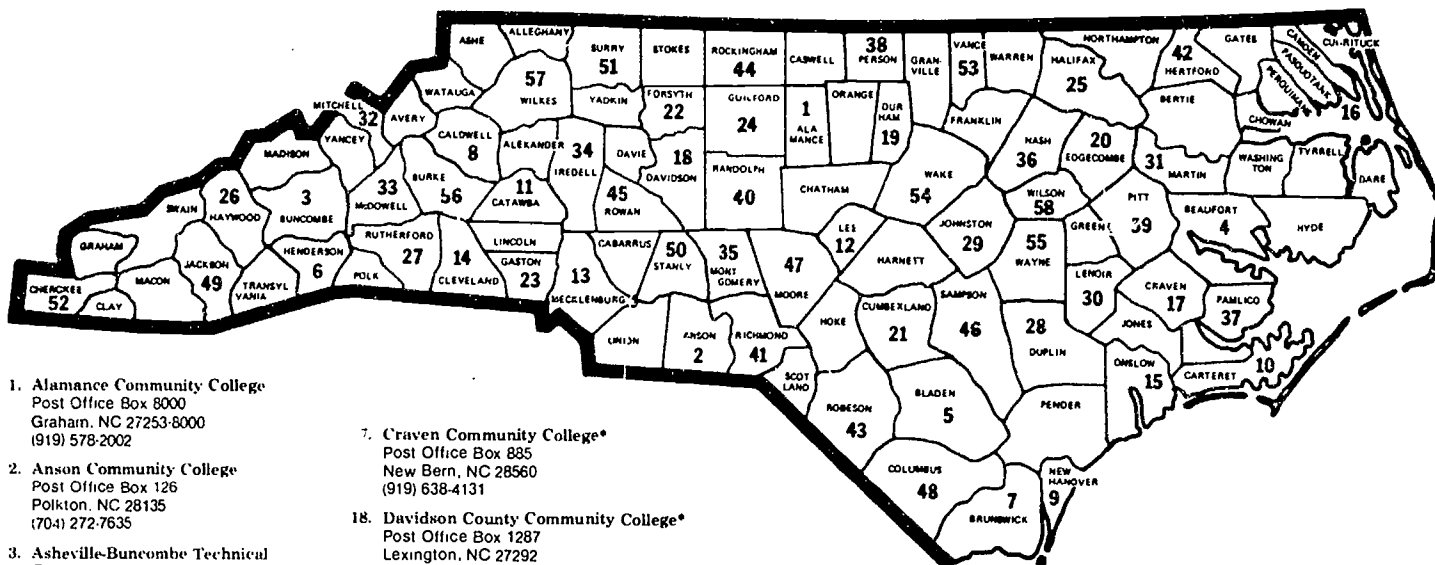 ASHE
ALLEGHANY
SURRY
51
STOKES
ROCKINGHAM
44
CASWELL
38
PERSON
GRAN-
VILLE
VANCE
53
WARREN
NORTHAMPTON
HALIFAX
25
42
HERTFORD
GATES
CAMDEN
PASQUOTANK
PERQUIMANS
16
BERTIE
CHOWAN
WATAUGA
57
WILKES
YADKIN
FORSYTH
22
GUILFORD
24
1
ALA
MANCE
ORANGE
DUR
HAM
19
FRANKLIN
NASH
36
20
EDGECOMBE
31
MARTIN
WASHING
TON
TYRRELL
DARE
MITCHELL
32
AVERY
YANCEY
CALDWELL
8
ALEXANDER
34
IREDELL
DAVIE
18
DAVIDSON
RANDOLPH
40
CHATHAM
WAKE
54
WILSON
58
PITT
39
BEAUFORT
4
HYDE
MADISON
26
HAYWOOD
3
BUNCOMBE
33
McDOWELL
BURKE
56
11
CATAWBA
45
ROWAN
LEE
12
JOHNSTON
29
GREENE
SWAIN
GRAHAM
JACKSON
49
HENDERSON
6
RUTHERFORD
27
14
CLEVELAND
LINCOLN
GASTON
23
CABARRUS
50
STANLY
35
MONT
GOMERY
47
MOORE
HARNETT
55
WAYNE
LENOIR
30
CRAVEN
17
PAMLICO
37
CHEROKEE
52
CLAY
MACON
TRANSYL
VANIA
POLK
13
MECKLENBURG
UNION
ANSON
2
RICHMOND
41
HOKE
CUMBERLAND
21
SAMPSON
46
28
DUPLIN
JONES
ONSLOW
15
CARTERET
10
SCOT
LAND
ROBESON
43
BLADEN
5
PENDER
COLUMBUS
48
7
BRUNSWICK
NEW
HANOVER
9
1. Alamance Community College
Post Office Box 8000
Graham, NC 27253-8000
(919) 578-2002
2. Anson Community College
Post Office Box 126
Polkton, NC 28135
(704) 272-7635
3. Asheville-Buncombe Technical
7. Craven Community College*
Post Office Box 885
New Bern, NC 28560
(919) 638-4131
18. Davidson County Community College*
Post Office Box 1287
Lexington, NC 27292